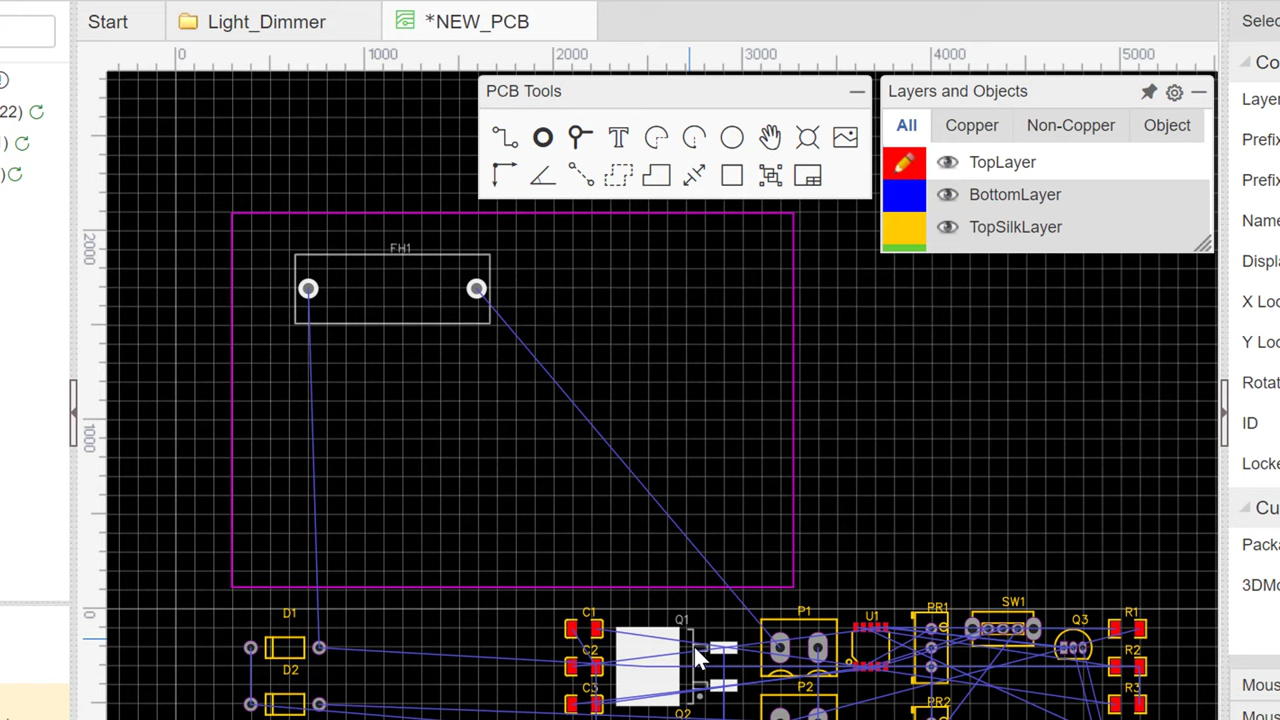 Start
Light_Dimmer
*NEW_PCB
Selec
0
1000
2000
3000
4000
5000
Co
PCB Tools
Layers and Objects
22)
Layer
All
Copper
Non-Copper
Object
Prefix
TopLayer
)
Prefix
BottomLayer
Name
TopSilkLayer
2000
FH1
Displa
X Loc
Y Loc
Rotat
1000
ID
Locke
Cu
Packa
3DMo
0
D1
C1
Q1
P1
U1
PR1
SW1
Q3
R1
D2
C2
R2
C3
Q2
P2
PR2
R3
Mous